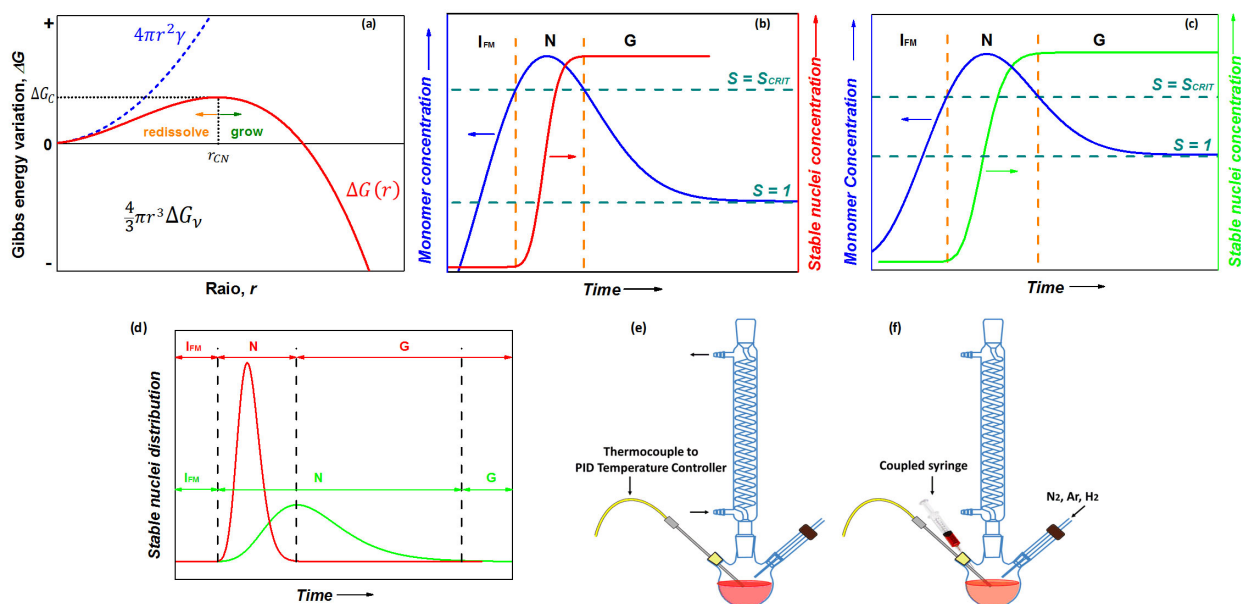 (a)
+
4πr²γ
Gibbs energy variation, ΔG
ΔG_C
redissolve
grow
0
r_CN
ΔG(r)
4/3 πr³ΔG_ν
-
Raio, r
(b)
I_FM
N
G
S = S_CRIT
S = 1
Monomer concentration
Stable nuclei concentration
Time
(c)
I_FM
N
G
S = S_CRIT
S = 1
Monomer Concentration
Stable nuclei concentration
Time
(d)
I_FM
N
G
I_FM
N
G
Stable nuclei distribution
Time
(e)
Thermocouple to
PID Temperature Controller
(f)
Coupled syringe
N₂, Ar, H₂